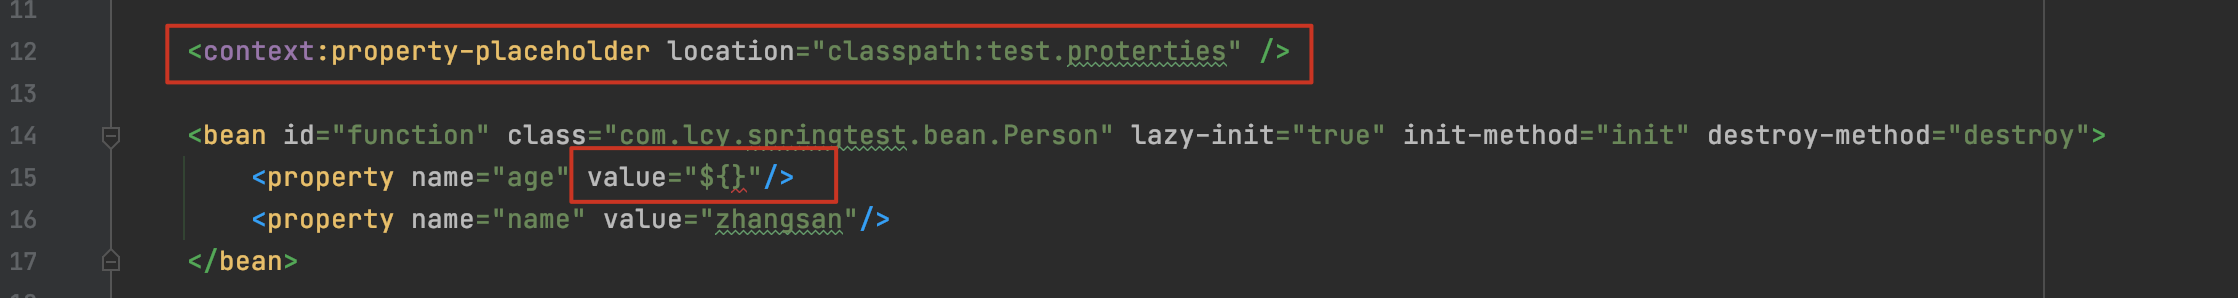 11
12 <context:property-placeholder location="classpath:test.proterties" />
13
14 <bean id="function" class="com.lcy.springtest.bean.Person" lazy-init="true" init-method="init" destroy-method="destroy">
15 <property name="age" value="${}"/>
16 <property name="name" value="zhangsan"/>
17 </bean>